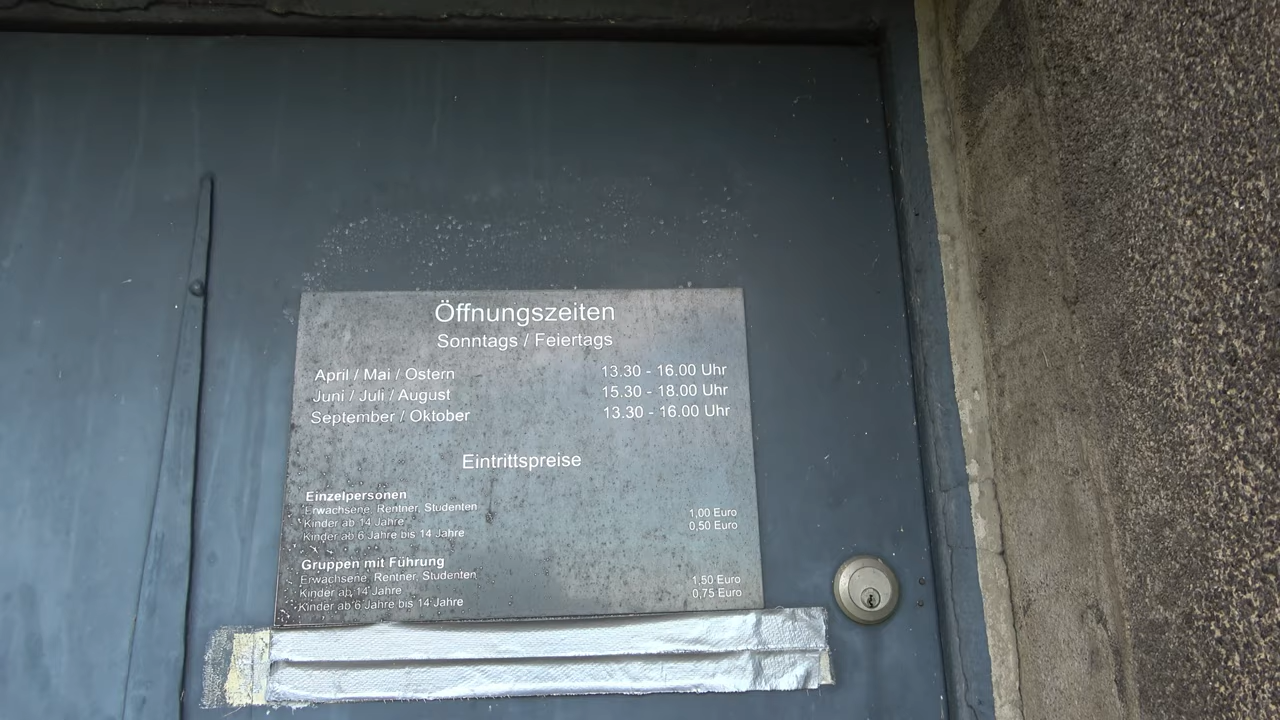 Öffnungszeiten
Sonntags / Feiertags
April / Mai / Ostern 13.30 - 16.00 Uhr
Juni / Juli / August 15.30 - 18.00 Uhr
September / Oktober 13.30 - 16.00 Uhr
Eintrittspreise
Einzelpersonen
Erwachsene, Rentner, Studenten
Kinder ab 14 Jahre 1,00 Euro
Kinder ab 6 Jahre bis 14 Jahre 0,50 Euro
Gruppen mit Führung
Erwachsene, Rentner, Studenten
Kinder ab 14 Jahre 1,50 Euro
Kinder ab 6 Jahre bis 14 Jahre 0,75 Euro